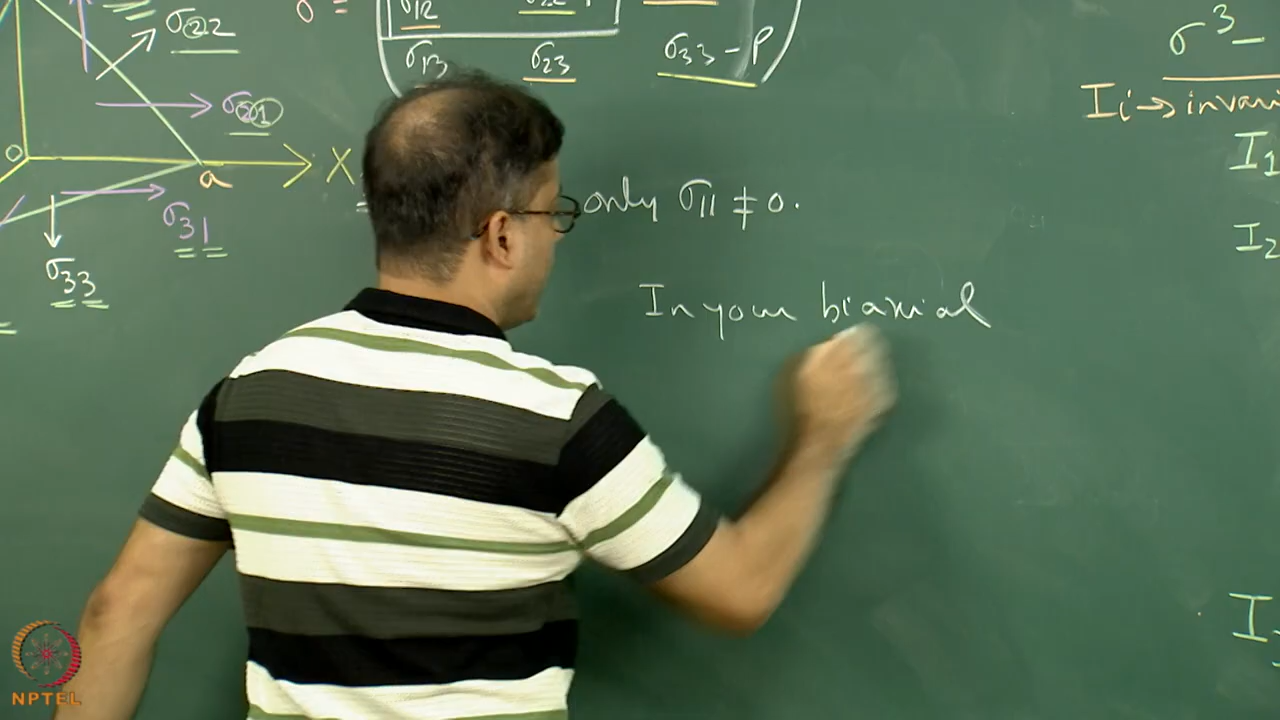 σ22
σ21
O
a
X
σ31
σ33
σ =
σ12
σ13 σ23 σ33 - P
only σ11 ≠ 0.
In your biaxial
σ³ -
Ii → invari
I1
I2
I
NPTEL